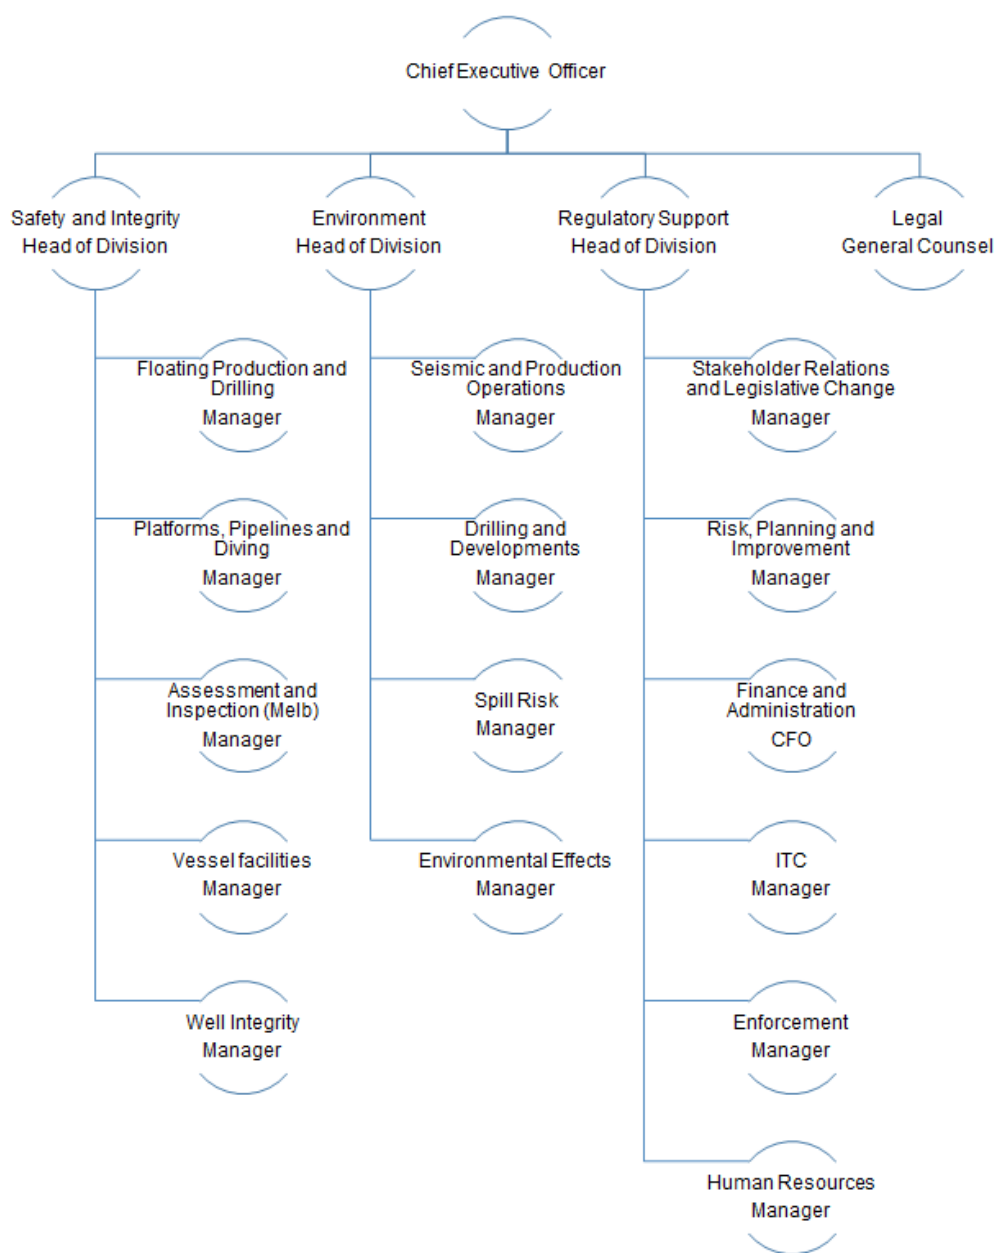 Chief Executive Officer
Safety and Integrity
Head of Division
Environment
Head of Division
Regulatory Support
Head of Division
Legal
General Counsel
Floating Production and
Drilling
Manager
Seismic and Production
Operations
Manager
Stakeholder Relations
and Legislative Change
Manager
Platforms, Pipelines and
Diving
Manager
Drilling and
Developments
Manager
Risk, Planning and
Improvement
Manager
Assessment and
Inspection (Melb)
Manager
Spill Risk
Manager
Finance and
Administration
CFO
Vessel facilities
Manager
Environmental Effects
Manager
ITC
Manager
Well Integrity
Manager
Enforcement
Manager
Human Resources
Manager